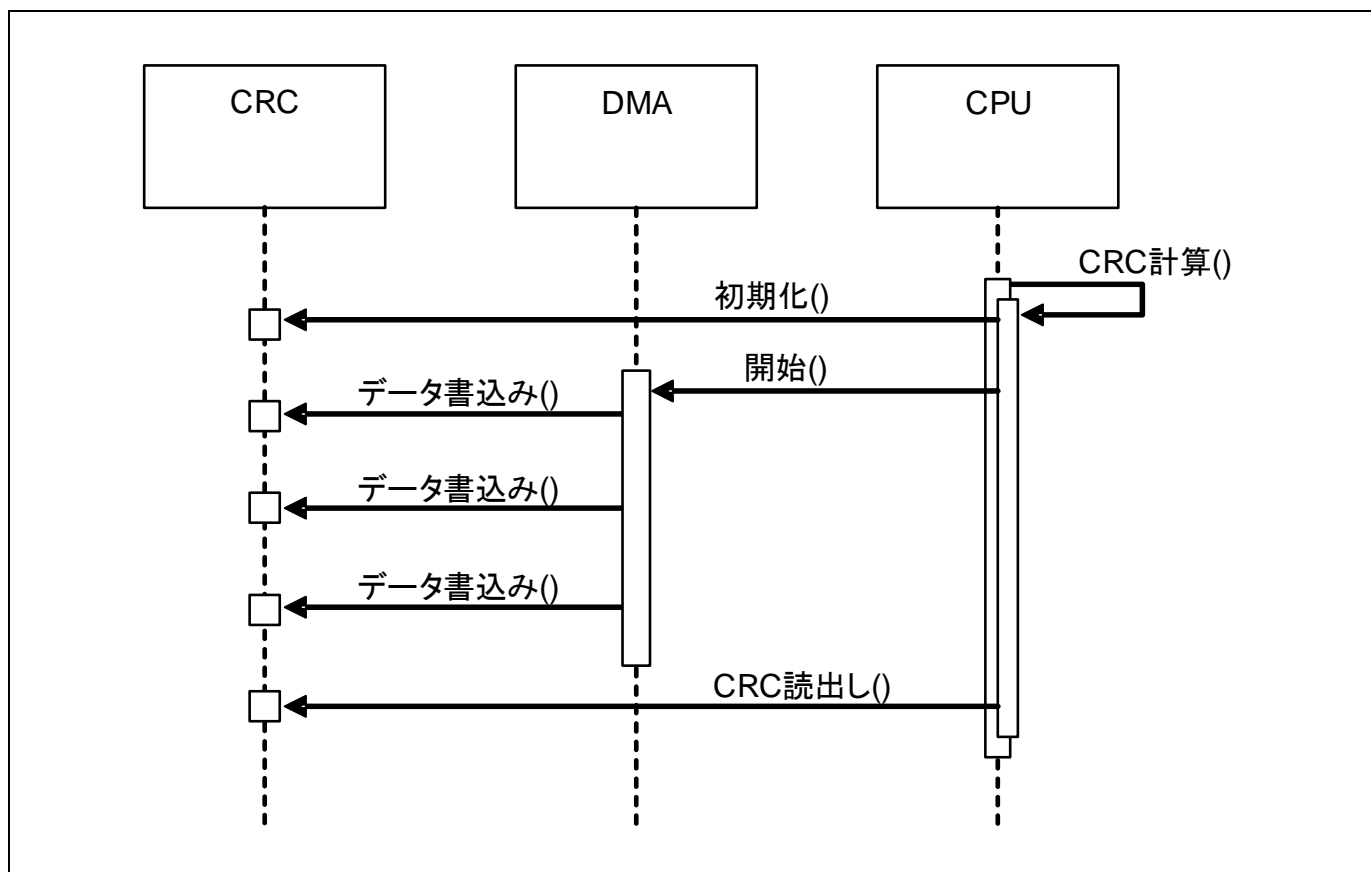 CRC
DMA
CPU
CRC計算()
初期化()
開始()
データ書込み()
データ書込み()
データ書込み()
CRC読出し()